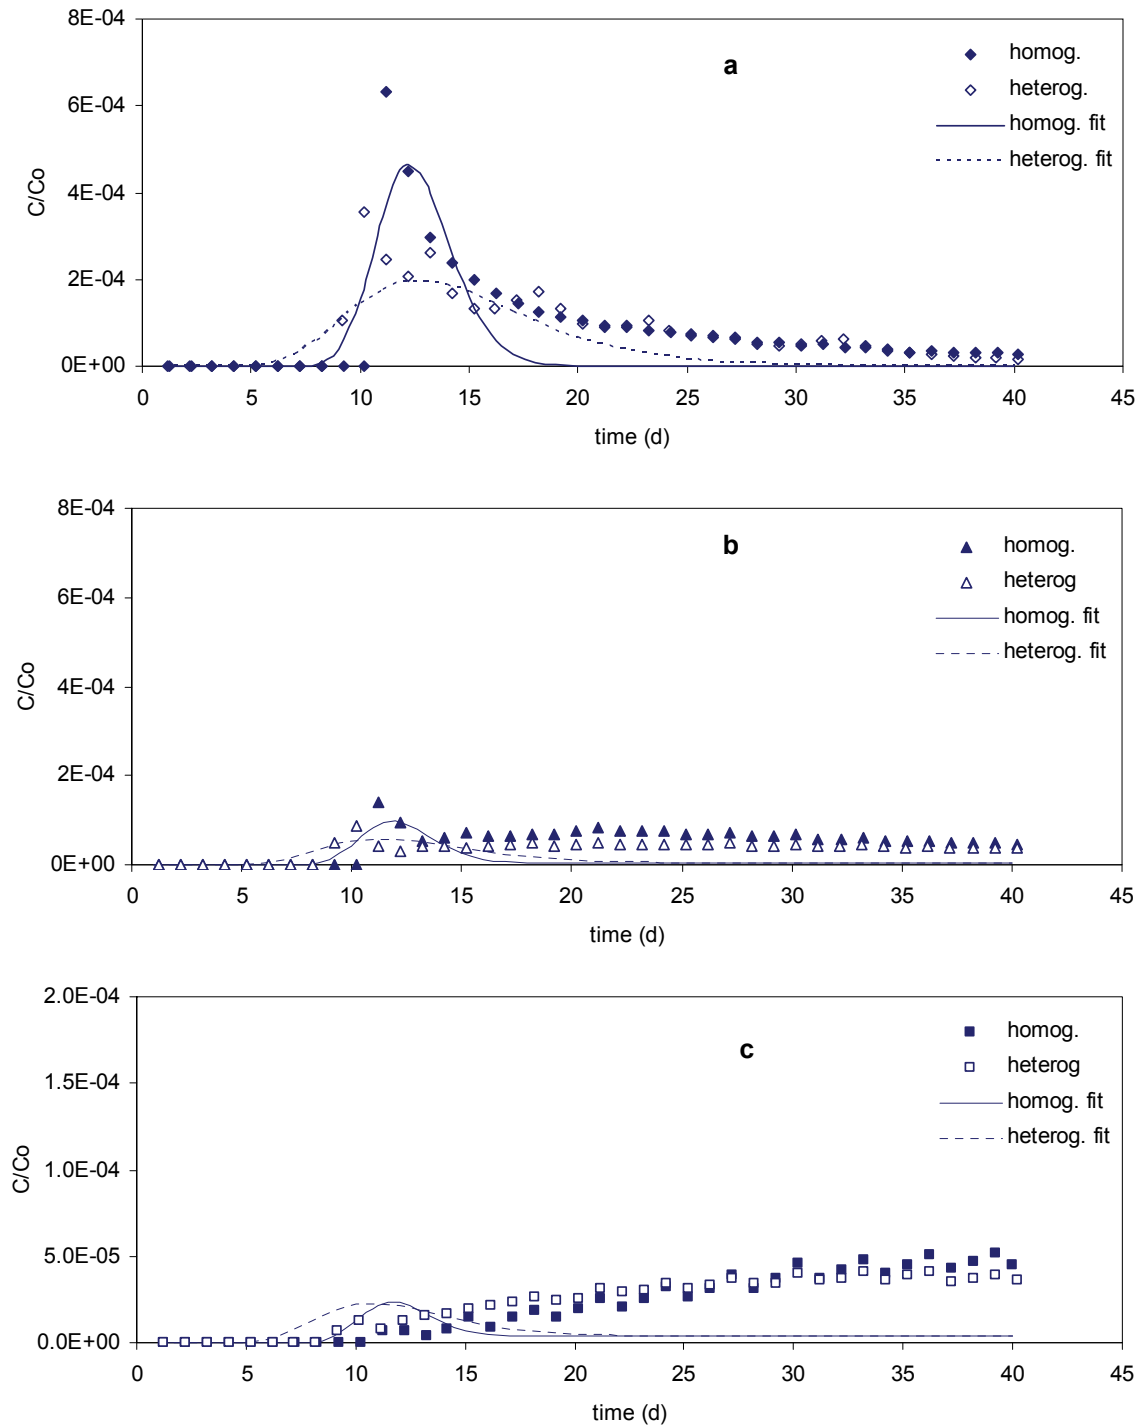 8E-04
6E-04
4E-04
2E-04
0E+00
C/Co
a
homog.
heterog.
homog. fit
heterog. fit
0 5 10 15 20 25 30 35 40 45
time (d)
8E-04
6E-04
4E-04
2E-04
0E+00
C/Co
b
homog.
heterog
homog. fit
heterog. fit
0 5 10 15 20 25 30 35 40 45
time (d)
2.0E-04
1.5E-04
1.0E-04
5.0E-05
0.0E+00
C/Co
c
homog.
heterog
homog. fit
heterog. fit
0 5 10 15 20 25 30 35 40 45
time (d)